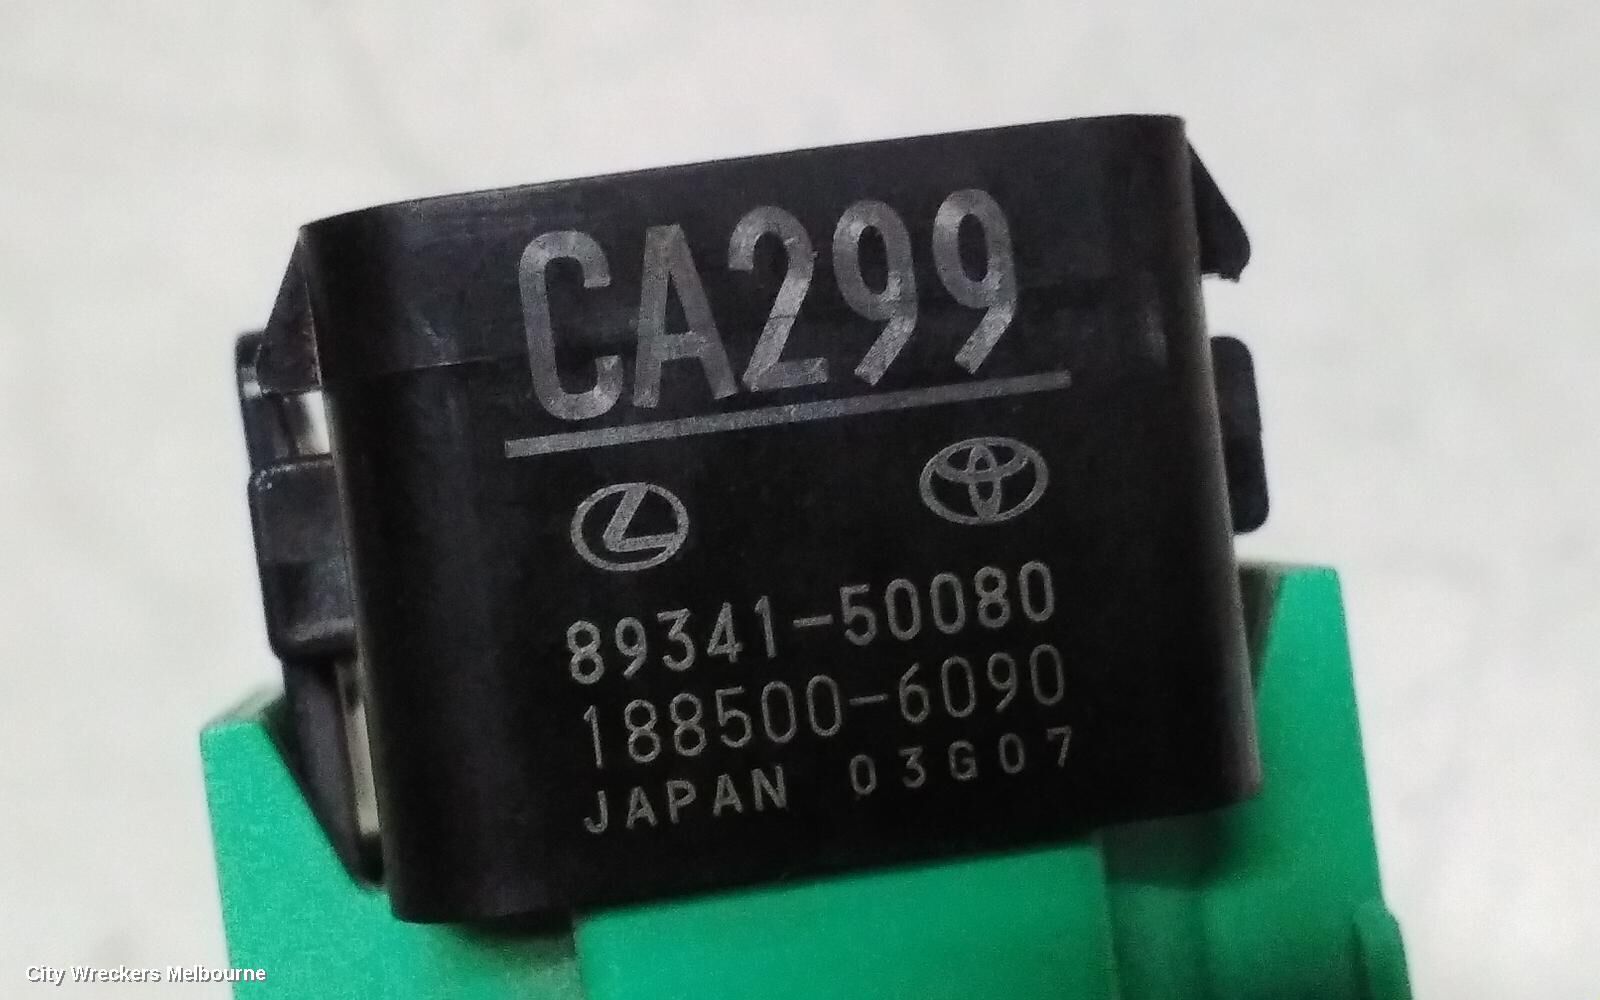 CA299
89341-50080
188500-6090
JAPAN 03G07
City Wreckers Melbourne